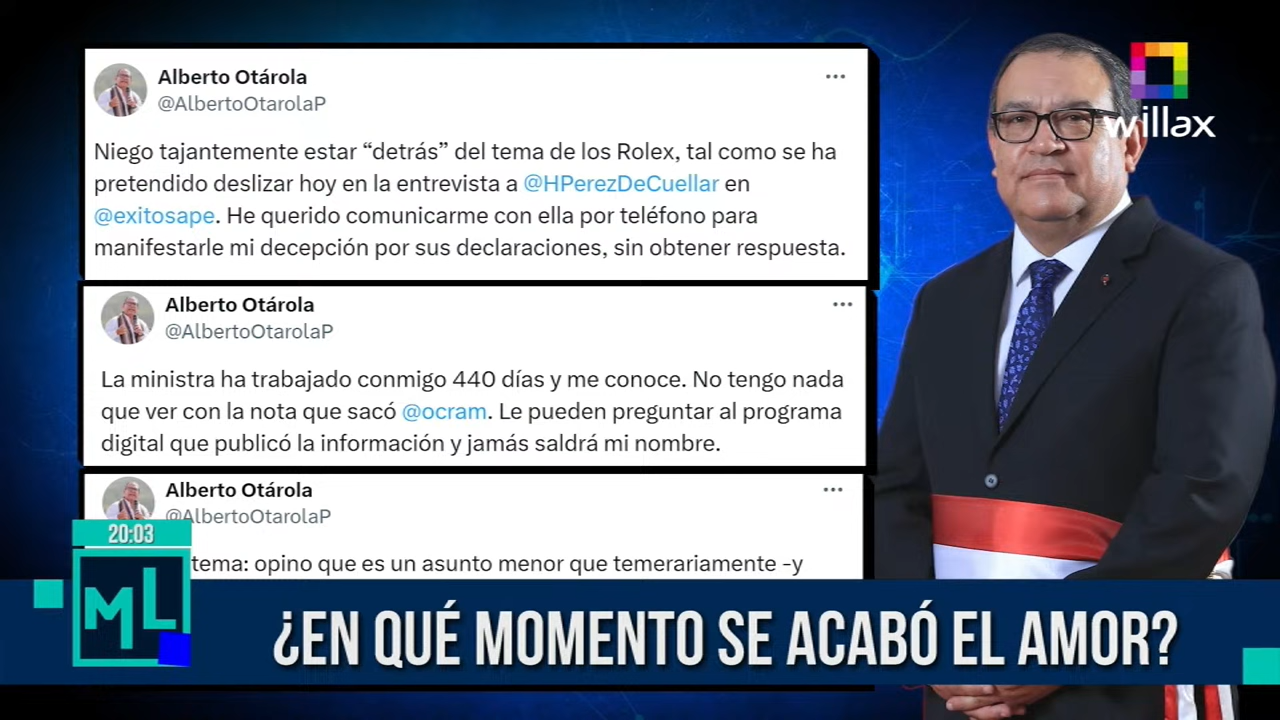 Alberto Otárola
@AlbertoOtarolaP
Niego tajantemente estar “detrás” del tema de los Rolex, tal como se ha
pretendido deslizar hoy en la entrevista a @HPerezDeCuellar en
@exitosape. He querido comunicarme con ella por teléfono para
manifestarle mi decepción por sus declaraciones, sin obtener respuesta.
willax
Alberto Otárola
@AlbertoOtarolaP
La ministra ha trabajado conmigo 440 días y me conoce. No tengo nada
que ver con la nota que sacó @ocram. Le pueden preguntar al programa
digital que publicó la información y jamás saldrá mi nombre.
Alberto Otárola
@AlbertoOtarolaP
tema: opino que es un asunto menor que temerariamente -y
20:03
ML
¿EN QUÉ MOMENTO SE ACABÓ EL AMOR?